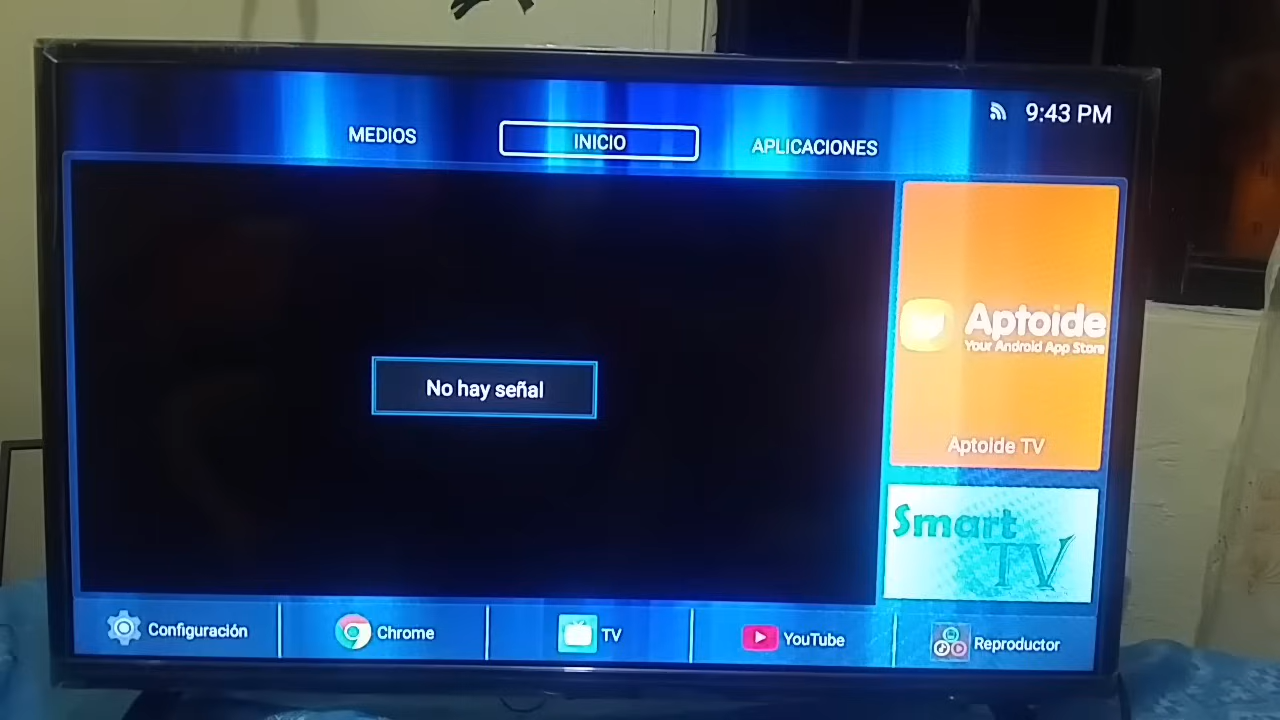 9:43 PM
MEDIOS
INICIO
APLICACIONES
No hay señal
Aptoide
Your Android App Store
Aptoide TV
Smart
TV
Configuración
Chrome
TV
YouTube
Reproductor